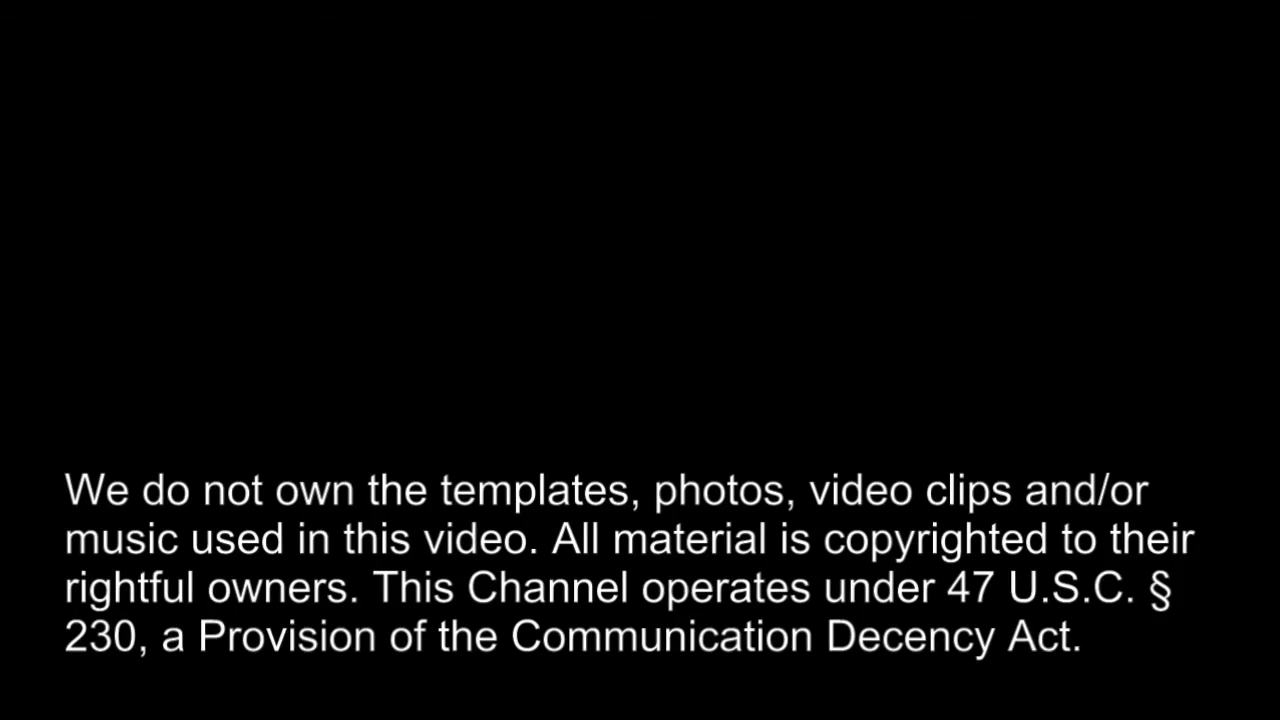 We do not own the templates, photos, video clips and/or
music used in this video. All material is copyrighted to their
rightful owners. This Channel operates under 47 U.S.C. §
230, a Provision of the Communication Decency Act.